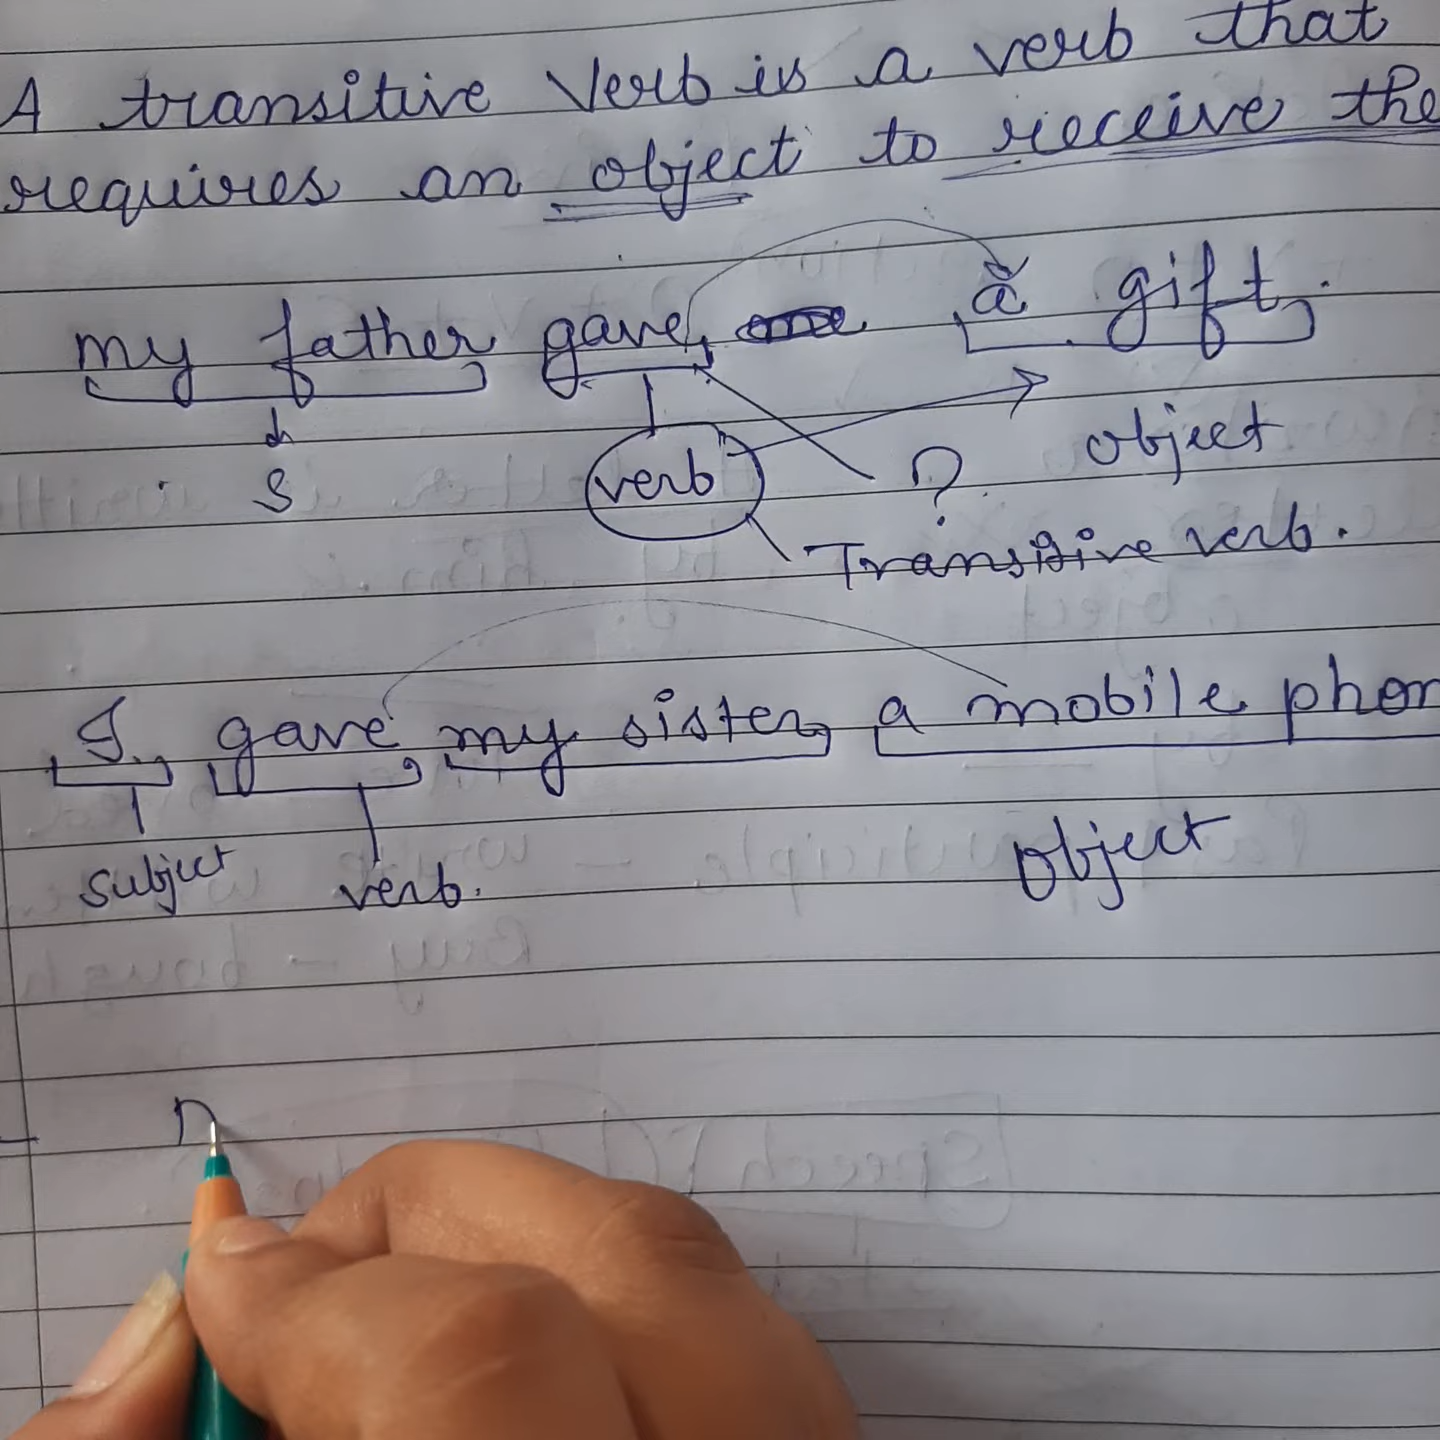 A transitive Verb is a verb that
requires an object to receive the
my father gave a gift.
S verb ? object
Transitive verb.
I gave my sister a mobile phon
subject verb. Object